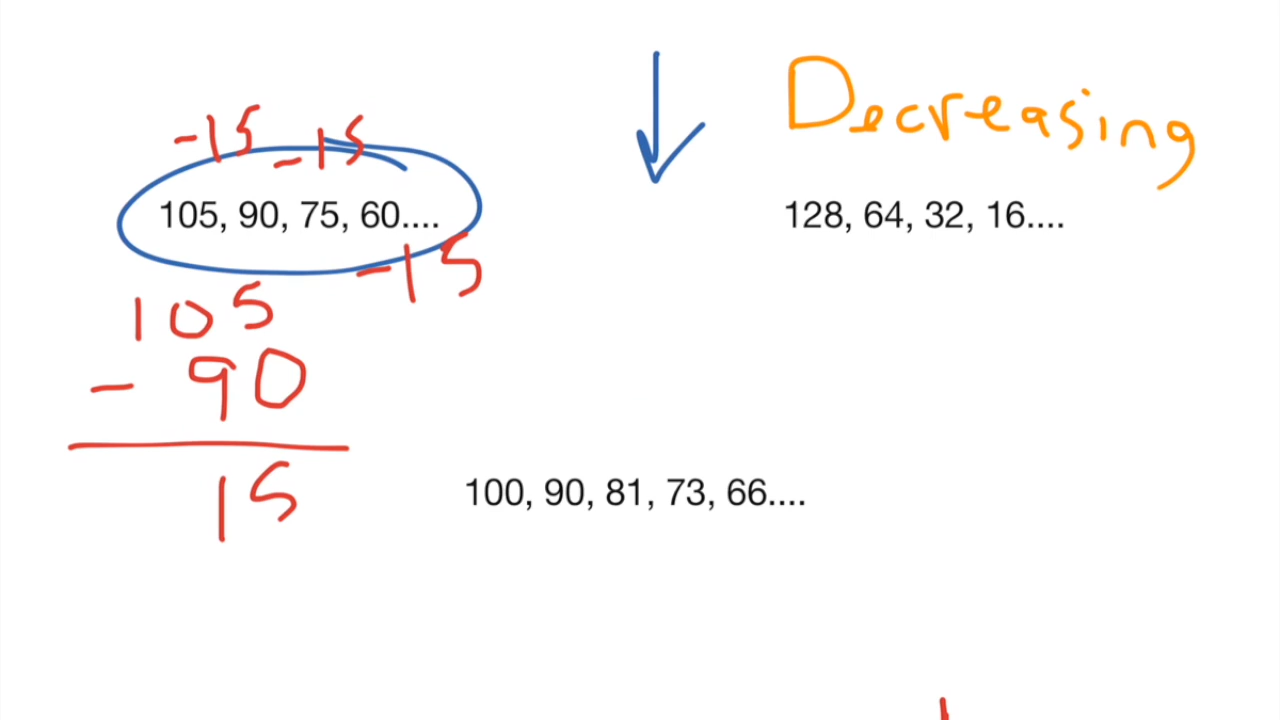 Decreasing
-15 -15
105, 90, 75, 60....
128, 64, 32, 16....
-15
105
- 90
15
100, 90, 81, 73, 66....